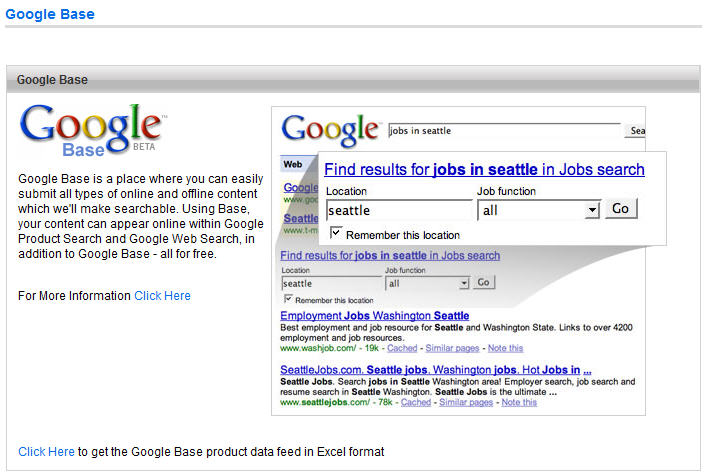 Google Base
Google Base
Google™
Base BETA
Google Base is a place where you can easily
submit all types of online and offline content
which we'll make searchable. Using Base,
your content can appear online within Google
Product Search and Google Web Search, in
addition to Google Base - all for free.
For More Information Click Here
Google™ jobs in seattle Sea
Web
Find results for jobs in seattle in Jobs search
Location Job function
seattle all Go
Remember this location
Google
www.goo
Seattle
www.t-m
Find results for jobs in seattle in Jobs search
Location Job function
seattle all Go
Remember this location
Employment Jobs Washington Seattle
Best employment and job resource for Seattle and Washington State. Links to over 4200
employment and job resources.
www.washjob.com/ - 19k - Cached - Similar pages - Note this
SeattleJobs.com. Seattle jobs. Washington jobs. Hot Jobs in ...
Seattle Jobs. Search jobs in Seattle Washington area! Employer search, job search and
resume search in Seattle Washington. Seattle Jobs is the ultimate ...
www.seattlejobs.com/ - 78k - Cached - Similar pages - Note this
Click Here to get the Google Base product data feed in Excel format